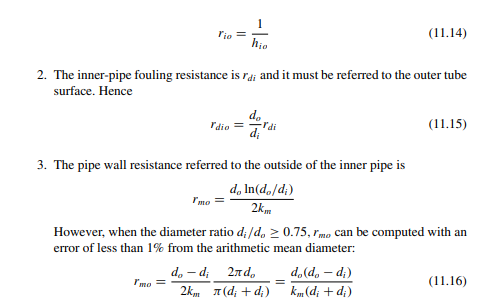 r_{io} = \frac{1}{h_{io}} (11.14)
2. The inner-pipe fouling resistance is r_{di} and it must be referred to the outer tube
surface. Hence
r_{dio} = \frac{d_o}{d_i} r_{di} (11.15)
3. The pipe wall resistance referred to the outside of the inner pipe is
r_{mo} = \frac{d_o \ln(d_o/d_i)}{2k_m}
However, when the diameter ratio d_i/d_o ≥ 0.75, r_{mo} can be computed with an
error of less than 1% from the arithmetic mean diameter:
r_{mo} = \frac{d_o - d_i}{2k_m} \frac{2\pi d_o}{\pi(d_i + d_o)} = \frac{d_o(d_o - d_i)}{k_m(d_i + d_i)} (11.16)